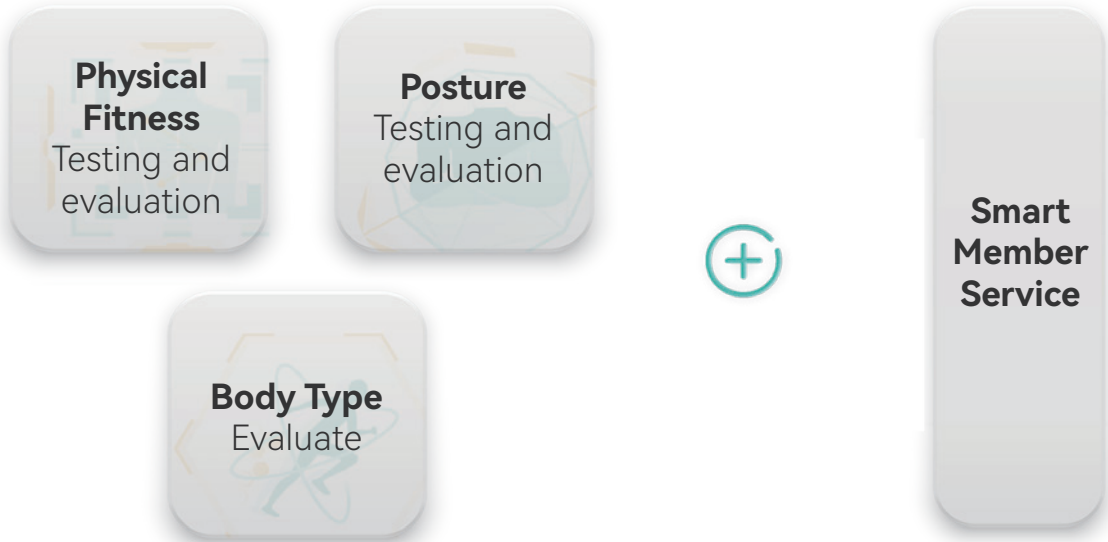 Physical
Fitness
Testing and
evaluation
Posture
Testing and
evaluation
Body Type
Evaluate
Smart
Member
Service